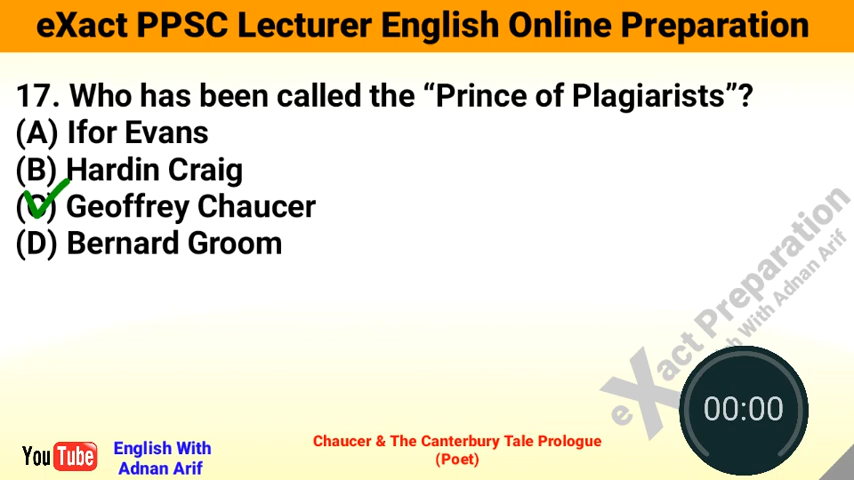 eXact PPSC Lecturer English Online Preparation
17. Who has been called the “Prince of Plagiarists”?
(A) Ifor Evans
(B) Hardin Craig
(C) Geoffrey Chaucer
(D) Bernard Groom
eXact Preparation
English With Adnan Arif
00:00
YouTube
English With
Adnan Arif
Chaucer & The Canterbury Tale Prologue
(Poet)